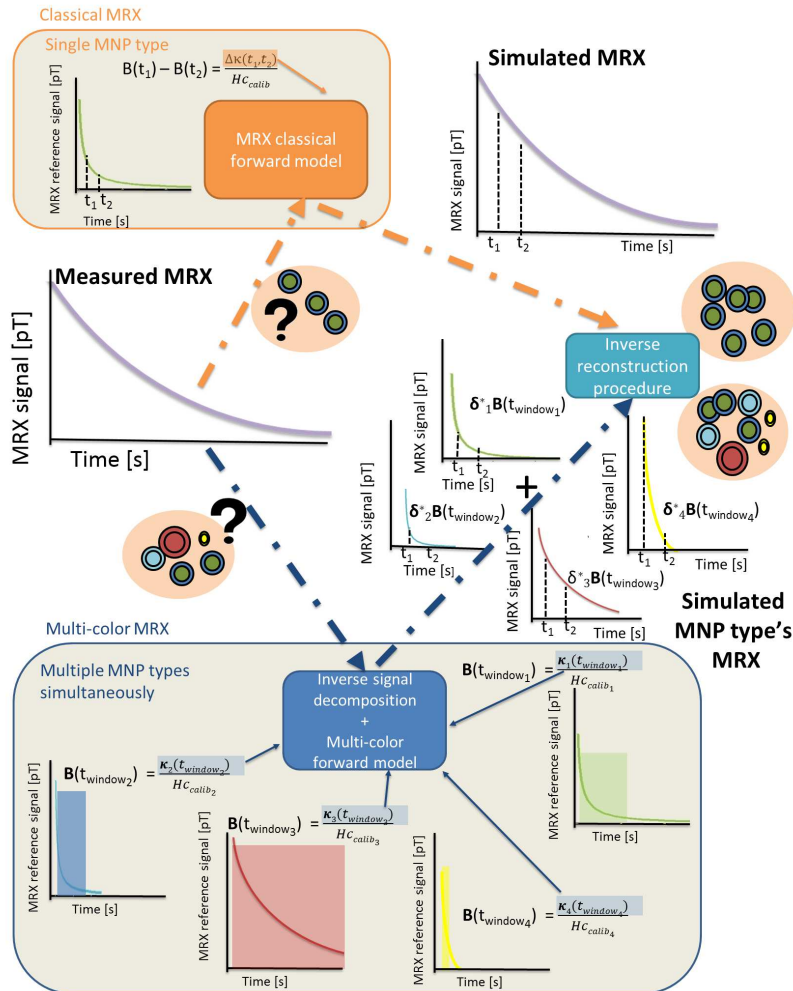 Classical MRX
Single MNP type
B(t₁) – B(t₂) = Δκ(t₁,t₂)
Hc_calib
MRX reference signal [pT]
t₁ t₂
Time [s]
MRX classical
forward model
Simulated MRX
MRX signal [pT]
t₁ t₂
Time [s]
Measured MRX
MRX signal [pT]
Time [s]
?
Inverse
reconstruction
procedure
MRX signal [pT]
δ*₁B(t_window₁)
t₁ t₂
Time [s]
+
MRX signal [pT]
δ*₂B(t_window₂)
t₁ t₂
Time [s]
MRX signal [pT]
δ*₃B(t_window₃)
t₁ t₂
Time [s]
MRX signal [pT]
δ*₄B(t_window₄)
t₁ t₂
Time [s]
?
Simulated
MNP type's
MRX
Multi-color MRX
Multiple MNP types
simultaneously
Inverse signal
decomposition
+
Multi-color
forward model
B(t_window₁) = κ₁(t_window₁)
Hc_calib₁
MRX reference signal [pT]
Time [s]
B(t_window₂) = κ₂(t_window₂)
Hc_calib₂
MRX reference signal [pT]
Time [s]
B(t_window₃) = κ₃(t_window₃)
Hc_calib₃
MRX reference signal [pT]
Time [s]
B(t_window₄) = κ₄(t_window₄)
Hc_calib₄
MRX reference signal [pT]
Time [s]